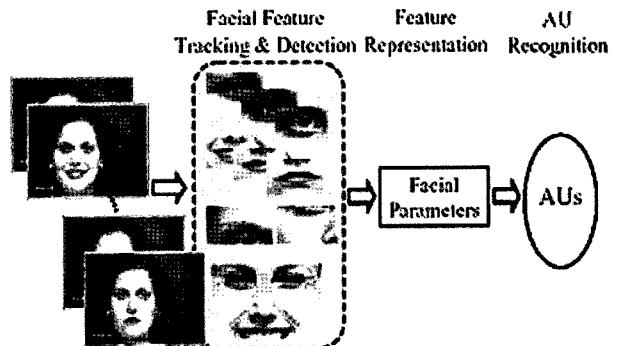 Facial Feature
Tracking & Detection
Feature
Representation
AU
Recognition
Facial
Parameters
AUs